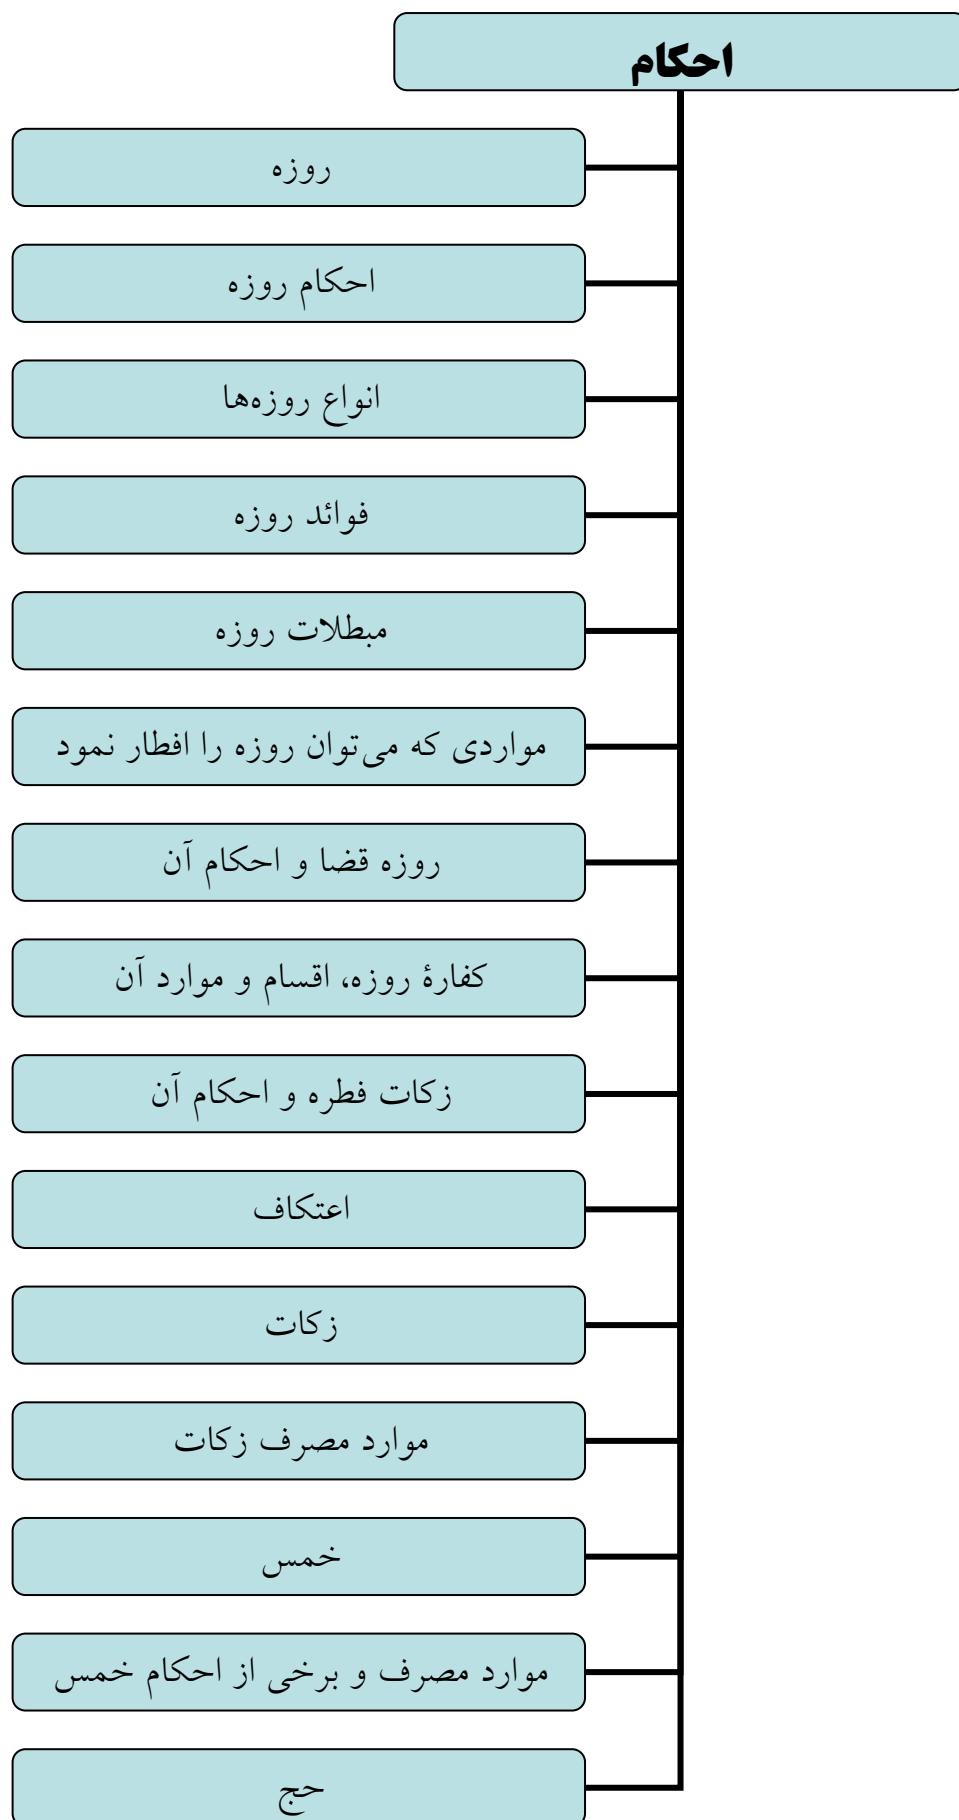 احکام
روزه
احکام روزه
انواع روزه‌ها
فوائد روزه
مبطلات روزه
مواردی که می‌توان روزه را افطار نمود
روزه قضا و احکام آن
کفارهٔ روزه، اقسام و موارد آن
زکات فطره و احکام آن
اعتکاف
زکات
موارد مصرف زکات
خمس
موارد مصرف و برخی از احکام خمس
حج